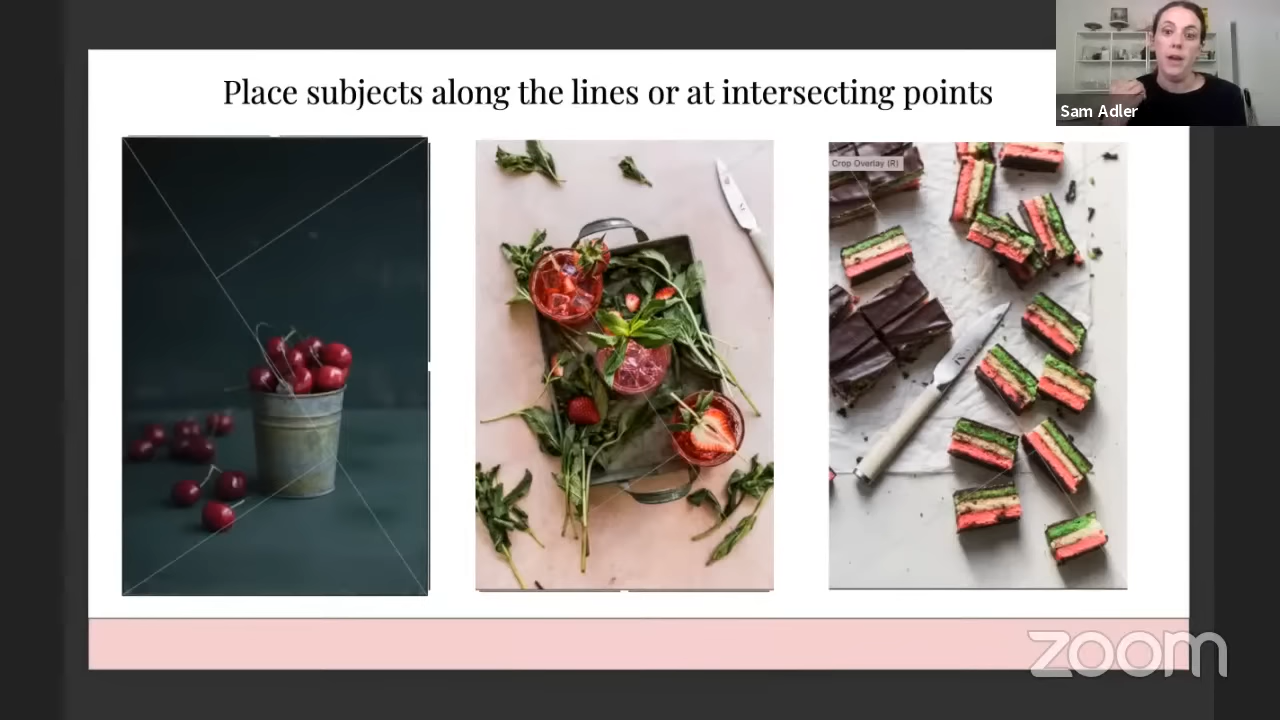 Place subjects along the lines or at intersecting points
Sam Adler
Crop Overlay (R)
zoom